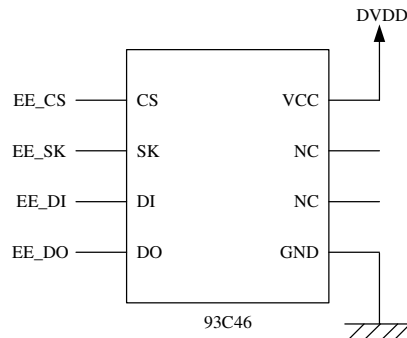 DVDD
EE_CS CS VCC
EE_SK SK NC
EE_DI DI NC
EE_DO DO GND
93C46